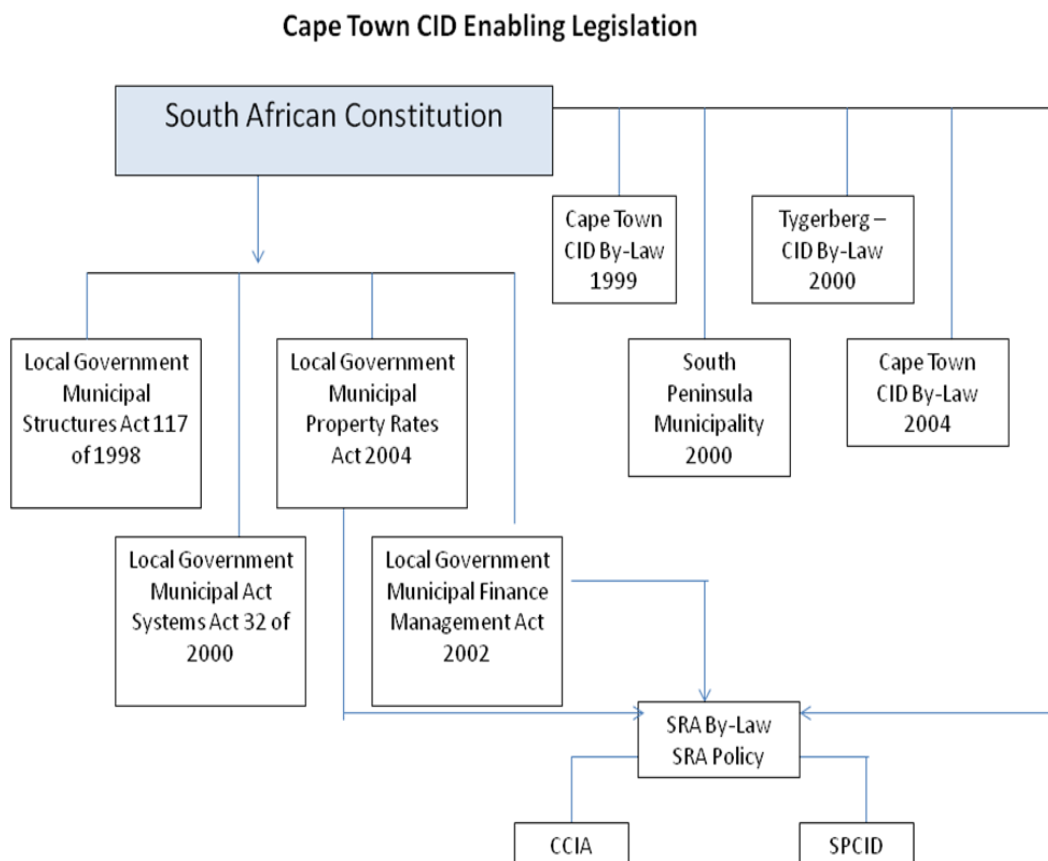 Cape Town CID Enabling Legislation
South African Constitution
Cape Town
CID By-Law
1999
Tygerberg –
CID By-Law
2000
Local Government
Municipal
Structures Act 117
of 1998
Local Government
Municipal
Property Rates
Act 2004
South
Peninsula
Municipality
2000
Cape Town
CID By-Law
2004
Local Government
Municipal Act
Systems Act 32 of
2000
Local Government
Municipal Finance
Management Act
2002
SRA By-Law
SRA Policy
CCIA
SPCID